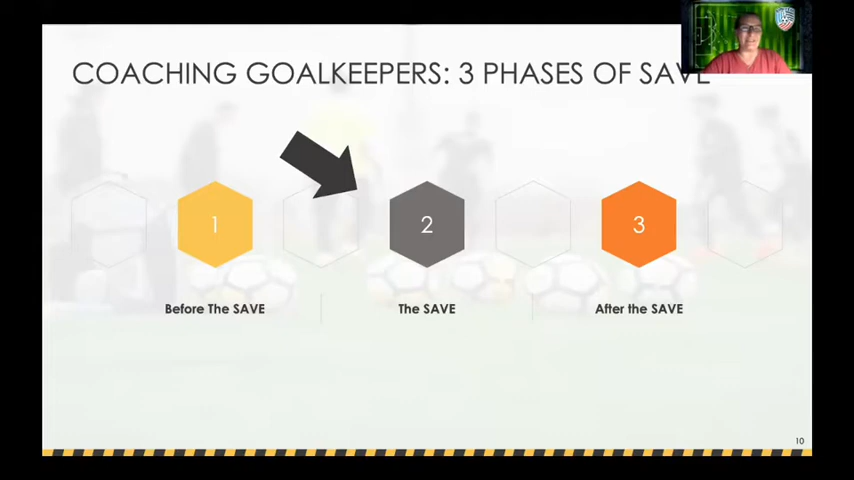 COACHING GOALKEEPERS: 3 PHASES OF SAVE
1
2
3
Before The SAVE
The SAVE
After the SAVE
10